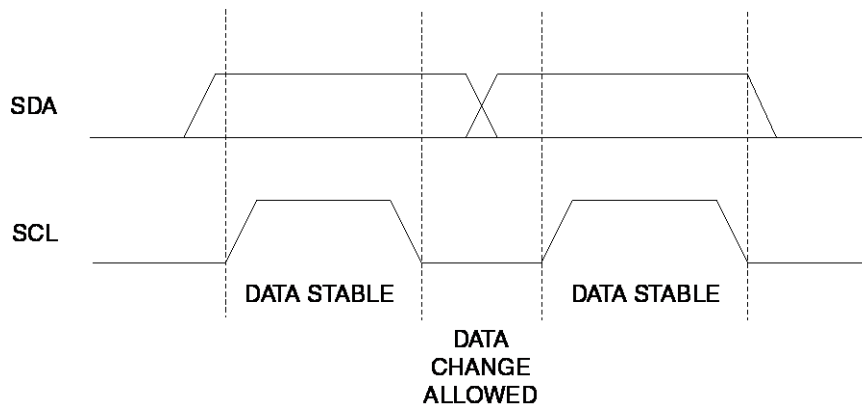 SDA
SCL
DATA STABLE
DATA STABLE
DATA
CHANGE
ALLOWED